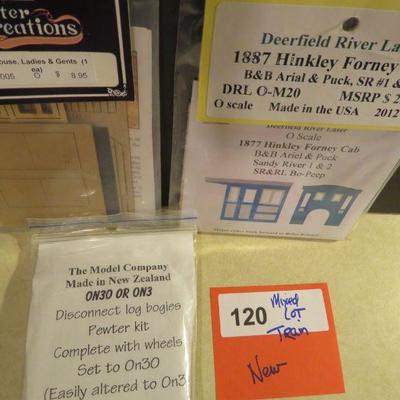 ter
reations
ouse, Ladies & Gents (1
ea)
005 O $ 8.95
Deerfield River La
1887 Hinkley Forney
B&B Arial & Puck, SR #1 &
DRL O-M20 MSRP $ 2
O scale Made in the USA 2012
Deerfield River Laser
O Scale
1877 Hinkley Forney Cab
B&B Ariel & Puck
Sandy River 1 & 2
SR&RL Bo-Peep
The Model Company
Made in New Zealand
ON30 OR ON3
Disconnect log bogies
Pewter kit
Complete with wheels
Set to On30
(Easily altered to On3
120
Mixed
LOT
Train
New